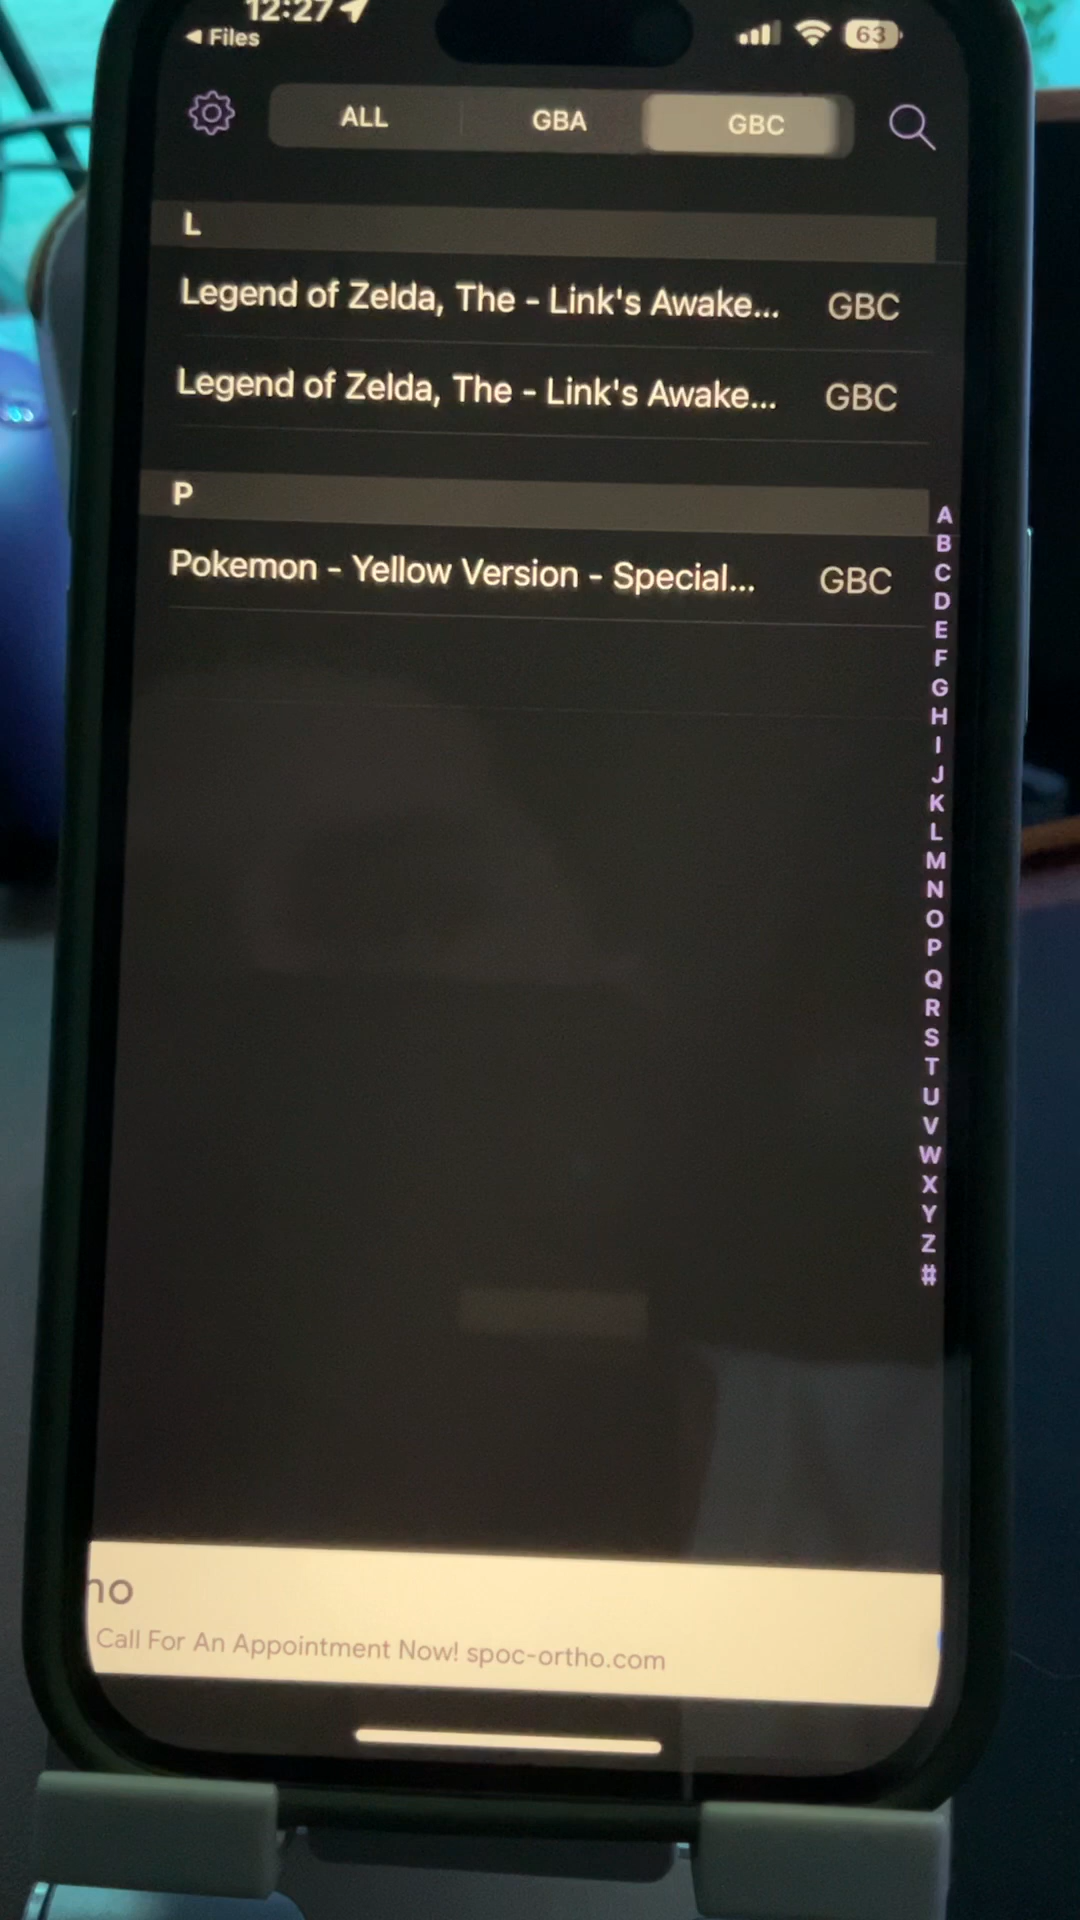 12:27
◀ Files
63
ALL GBA GBC
L
Legend of Zelda, The - Link's Awake... GBC
Legend of Zelda, The - Link's Awake... GBC
P
Pokemon - Yellow Version - Special... GBC
A
B
C
D
E
F
G
H
I
J
K
L
M
N
O
P
Q
R
S
T
U
V
W
X
Y
Z
#
ho
Call For An Appointment Now! spoc-ortho.com